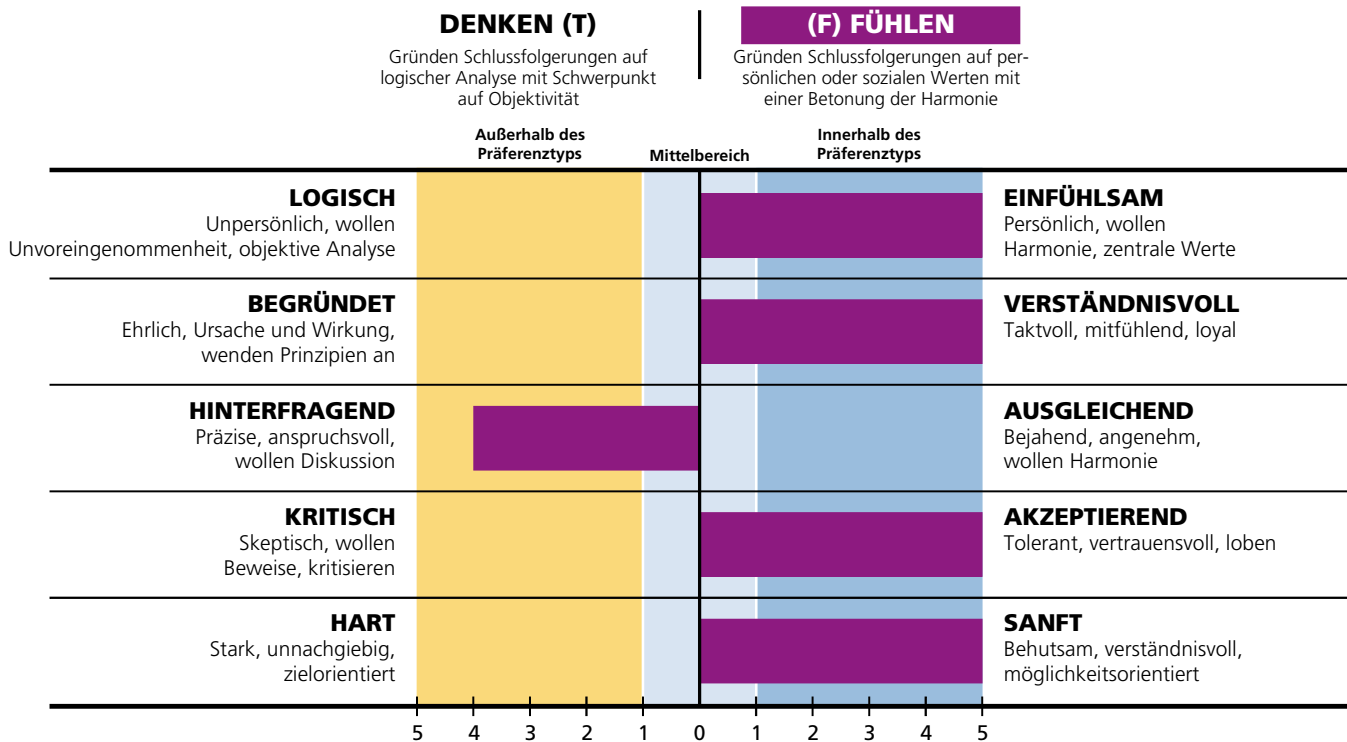 DENKEN (T)
Gründen Schlussfolgerungen auf
logischer Analyse mit Schwerpunkt
auf Objektivität
(F) FÜHLEN
Gründen Schlussfolgerungen auf per-
sönlichen oder sozialen Werten mit
einer Betonung der Harmonie
Außerhalb des
Präferenztyps
Mittelbereich
Innerhalb des
Präferenztyps
LOGISCH
Unpersönlich, wollen
Unvoreingenommenheit, objektive Analyse
EINFÜHLSAM
Persönlich, wollen
Harmonie, zentrale Werte
BEGRÜNDET
Ehrlich, Ursache und Wirkung,
wenden Prinzipien an
VERSTÄNDNISVOLL
Taktvoll, mitfühlend, loyal
HINTERFRAGEND
Präzise, anspruchsvoll,
wollen Diskussion
AUSGLEICHEND
Bejahend, angenehm,
wollen Harmonie
KRITISCH
Skeptisch, wollen
Beweise, kritisieren
AKZEPTIEREND
Tolerant, vertrauensvoll, loben
HART
Stark, unnachgiebig,
zielorientiert
SANFT
Behutsam, verständnisvoll,
möglichkeitsorientiert
5 4 3 2 1 0 1 2 3 4 5